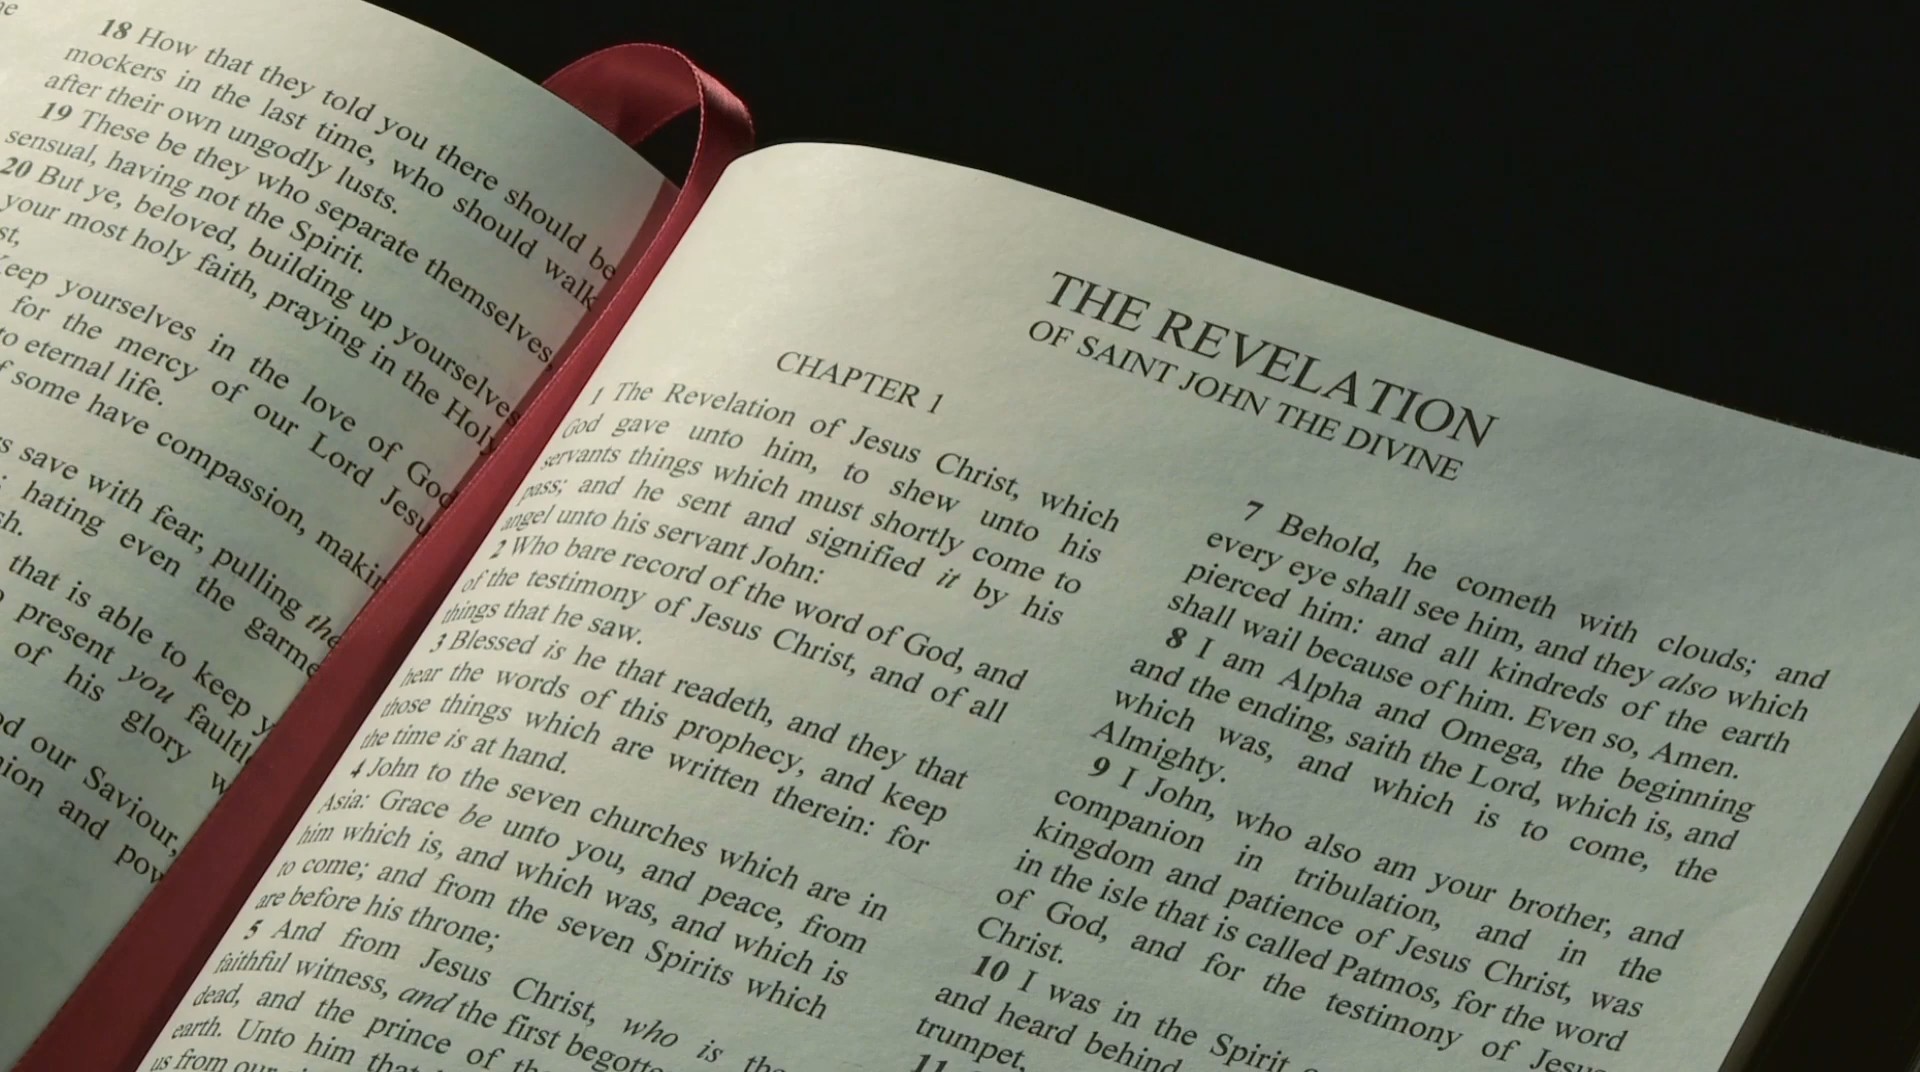 18 How that they told you there should be
mockers in the last time, who should walk
after their own ungodly lusts.
19 These be they who separate themselves,
sensual, having not the Spirit.
20 But ye, beloved, building up yourselves
your most holy faith, praying in the Holy
st,
Keep yourselves in the love of God
for the mercy of our Lord Jesu
to eternal life.
f some have compassion, makin
s save with fear, pulling the
; hating even the garme
sh.
that is able to keep y
present you faultle
of his glory w
od our Saviour,
nion and pow
THE REVELATION
OF SAINT JOHN THE DIVINE
CHAPTER 1
1 The Revelation of Jesus Christ, which
God gave unto him, to shew unto his
servants things which must shortly come to
pass; and he sent and signified it by his
angel unto his servant John:
2 Who bare record of the word of God, and
of the testimony of Jesus Christ, and of all
things that he saw.
3 Blessed is he that readeth, and they that
hear the words of this prophecy, and keep
those things which are written therein: for
the time is at hand.
4 John to the seven churches which are in
Asia: Grace be unto you, and peace, from
him which is, and which was, and which is
to come; and from the seven Spirits which
are before his throne;
5 And from Jesus Christ, who is the
faithful witness, and the first begotte
dead, and the prince of the
earth. Unto him that
us from our
7 Behold, he cometh with clouds; and
every eye shall see him, and they also which
pierced him: and all kindreds of the earth
shall wail because of him. Even so, Amen.
8 I am Alpha and Omega, the beginning
and the ending, saith the Lord, which is, and
which was, and which is to come, the
Almighty.
9 I John, who also am your brother, and
companion in tribulation, and in the
kingdom and patience of Jesus Christ, was
in the isle that is called Patmos, for the word
of God, and for the testimony of Jesus
Christ.
10 I was in the Spirit
and heard behind
trumpet,
11